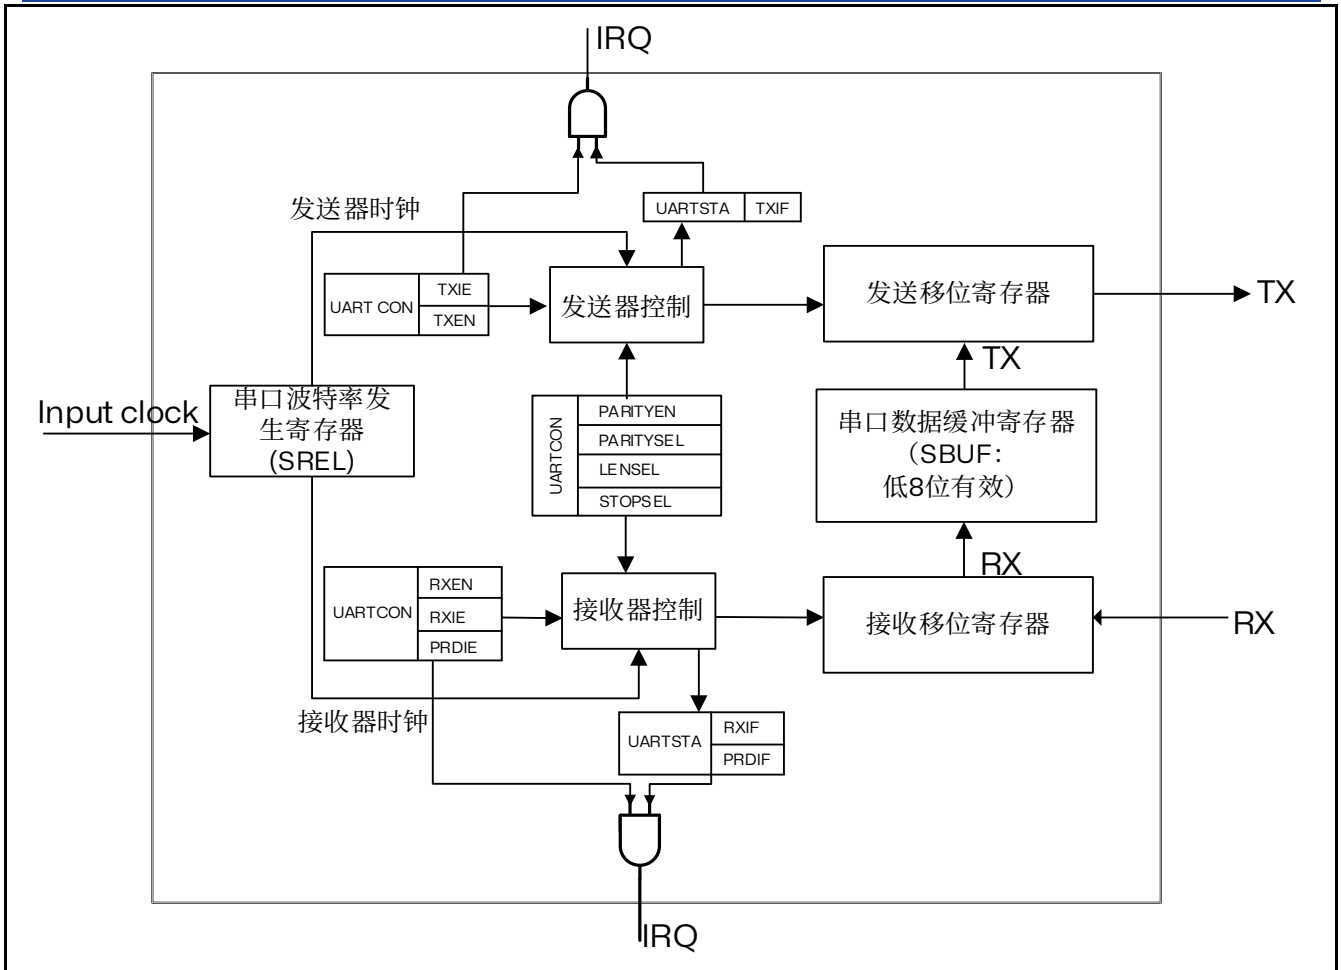 IRQ
发送器时钟
UARTSTA TXIF
UART CON
TXIE
TXEN
发送器控制
发送移位寄存器
TX
TX
Input clock
串口波特率发
生寄存器
(SREL)
UARTCON
PARITYEN
PARITYSEL
LENSEL
STOPSEL
串口数据缓冲寄存器
（SBUF：
低8位有效）
RX
UARTCON
RXEN
RXIE
PRDIE
接收器控制
接收移位寄存器
RX
接收器时钟
UARTSTA
RXIF
PRDIF
IRQ